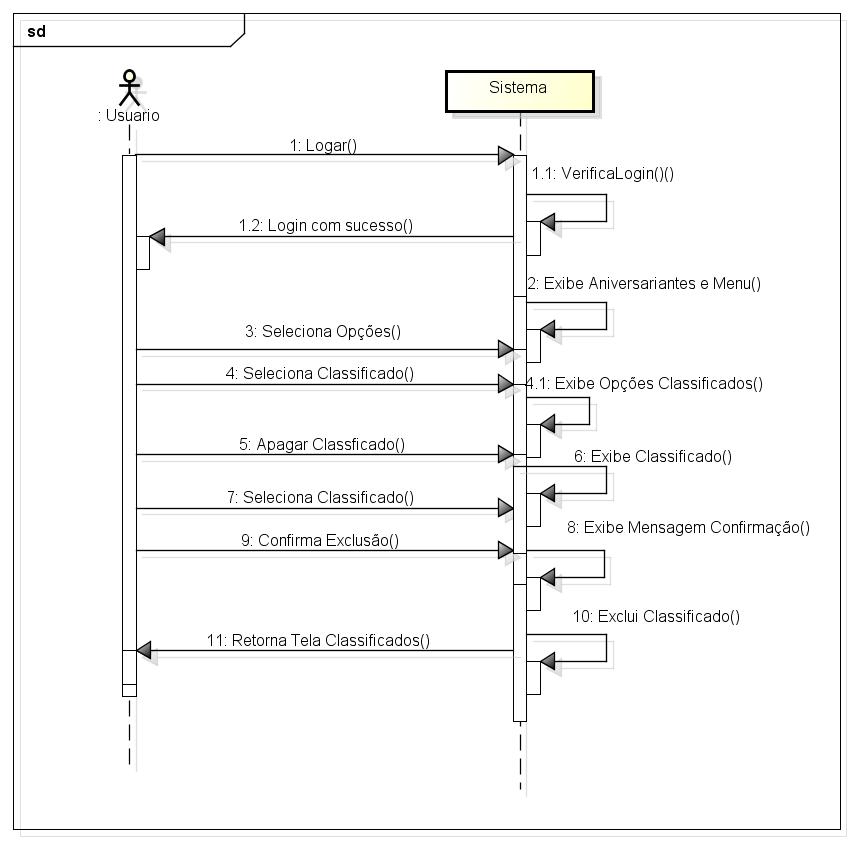 sd
: Usuario
Sistema
1: Logar()
1.1: VerificaLogin()()
1.2: Login com sucesso()
2: Exibe Aniversariantes e Menu()
3: Seleciona Opções()
4: Seleciona Classificado()
4.1: Exibe Opções Classificados()
5: Apagar Classficado()
6: Exibe Classificado()
7: Seleciona Classificado()
8: Exibe Mensagem Confirmação()
9: Confirma Exclusão()
10: Exclui Classificado()
11: Retorna Tela Classificados()